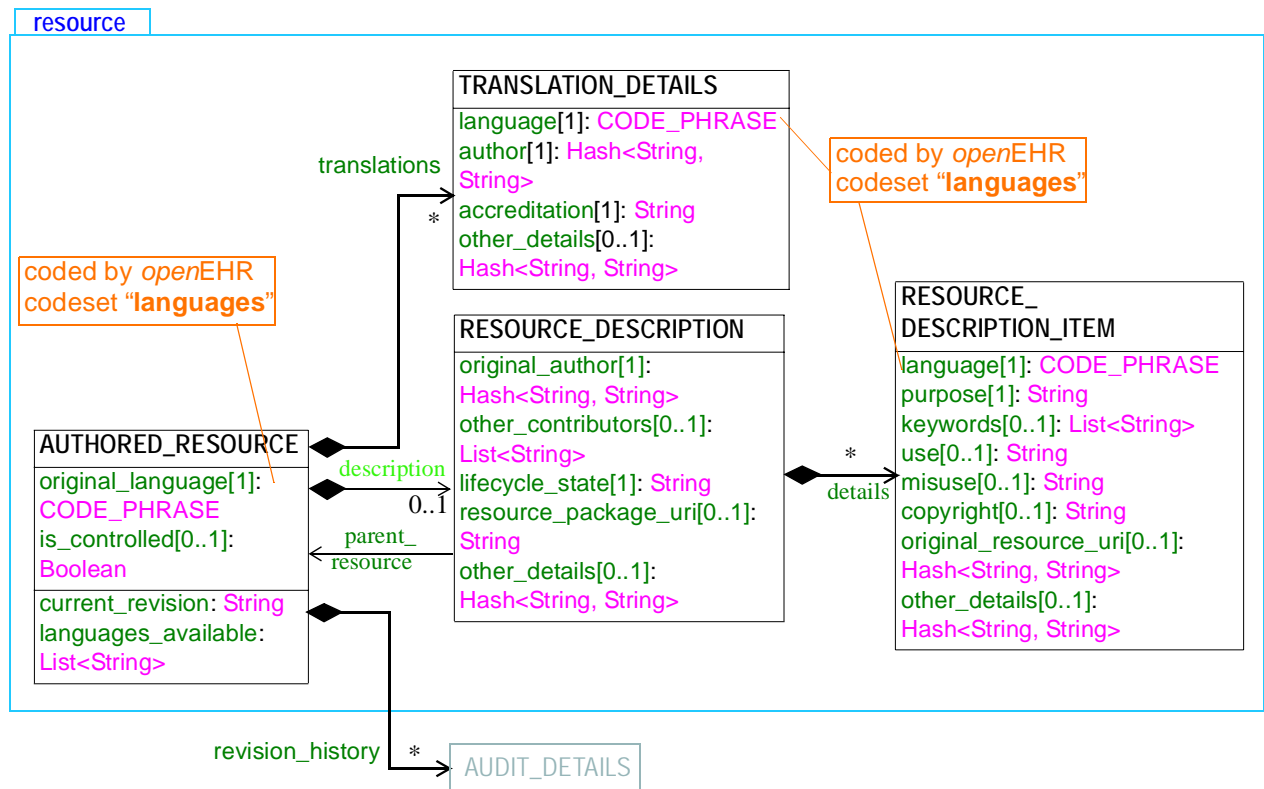 resource
TRANSLATION_DETAILS
language[1]: CODE_PHRASE
author[1]: Hash<String,
String>
accreditation[1]: String
other_details[0..1]:
Hash<String, String>
coded by openEHR
codeset “languages”
translations
*
coded by openEHR
codeset “languages”
RESOURCE_DESCRIPTION
original_author[1]:
Hash<String, String>
other_contributors[0..1]:
List<String>
lifecycle_state[1]: String
resource_package_uri[0..1]:
String
other_details[0..1]:
Hash<String, String>
RESOURCE_
DESCRIPTION_ITEM
language[1]: CODE_PHRASE
purpose[1]: String
keywords[0..1]: List<String>
use[0..1]: String
misuse[0..1]: String
copyright[0..1]: String
original_resource_uri[0..1]:
Hash<String, String>
other_details[0..1]:
Hash<String, String>
AUTHORED_RESOURCE
original_language[1]:
CODE_PHRASE
is_controlled[0..1]:
Boolean
current_revision: String
languages_available:
List<String>
description
0..1
parent_
resource
*
details
revision_history
*
AUDIT_DETAILS